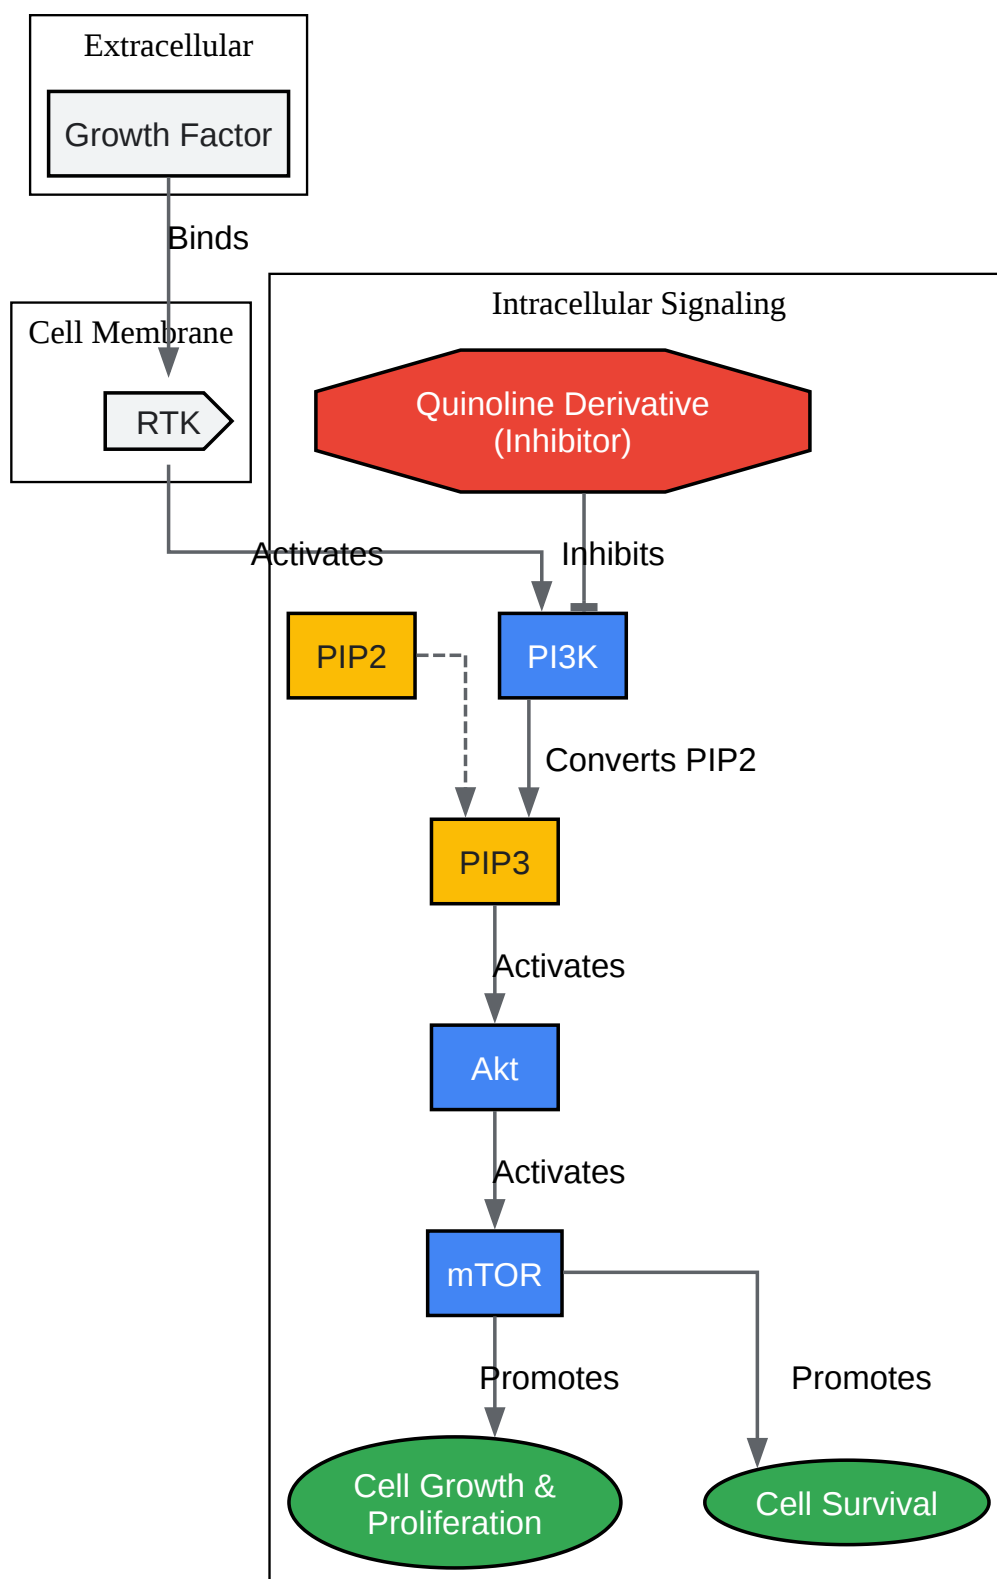 Extracellular
Growth Factor
Binds
Cell Membrane
RTK
Intracellular Signaling
Quinoline Derivative
(Inhibitor)
Activates
Inhibits
PIP2
PI3K
Converts PIP2
PIP3
Activates
Akt
Activates
mTOR
Promotes
Promotes
Cell Growth &
Proliferation
Cell Survival